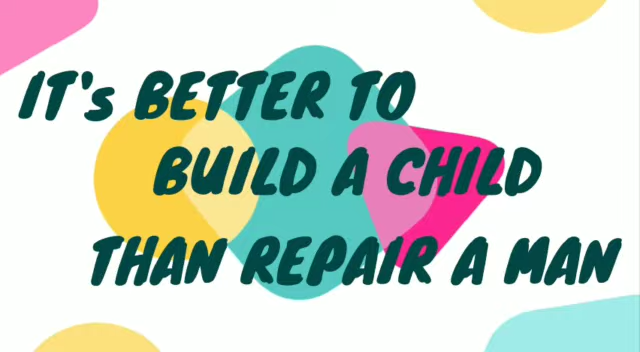 IT's BETTER TO
BUILD A CHILD
THAN REPAIR A MAN